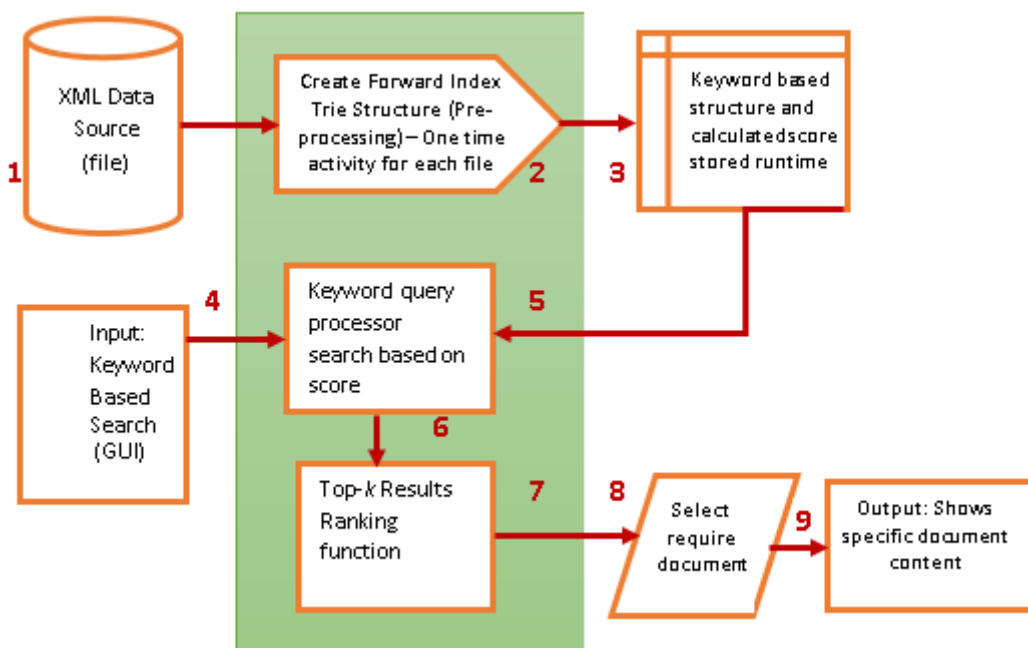 1
XML Data
Source
(file)
Create Forward Index
Trie Structure (Pre-
processing) – One time
activity for each file
2
3
Keyword based
structure and
calculated score
stored runtime
4
Input:
Keyword
Based
Search
(GUI)
Keyword query
processor
search based on
score
5
6
Top-k Results
Ranking
function
7
8
Select
require
document
9
Output: Shows
specific document
content